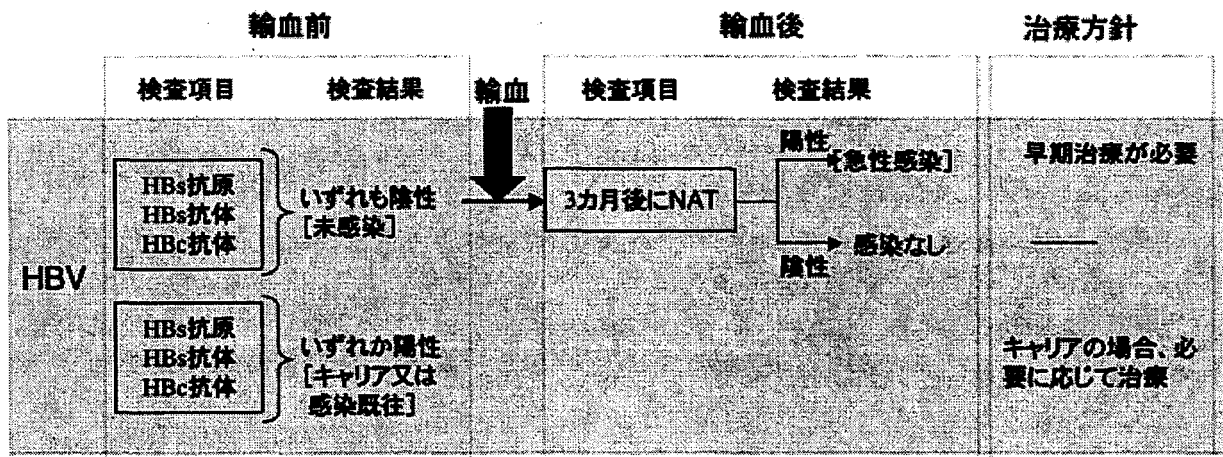 輸血前
輸血後
治療方針
検査項目
検査結果
輸血
検査項目
検査結果
HBV
HBs抗原
HBs抗体
HBc抗体
いずれも陰性
[未感染]
3カ月後にNAT
陽性
[急性感染]
陰性
感染なし
早期治療が必要
HBs抗原
HBs抗体
HBc抗体
いずれか陽性
[キャリア又は
感染既往]
キャリアの場合、必
要に応じて治療